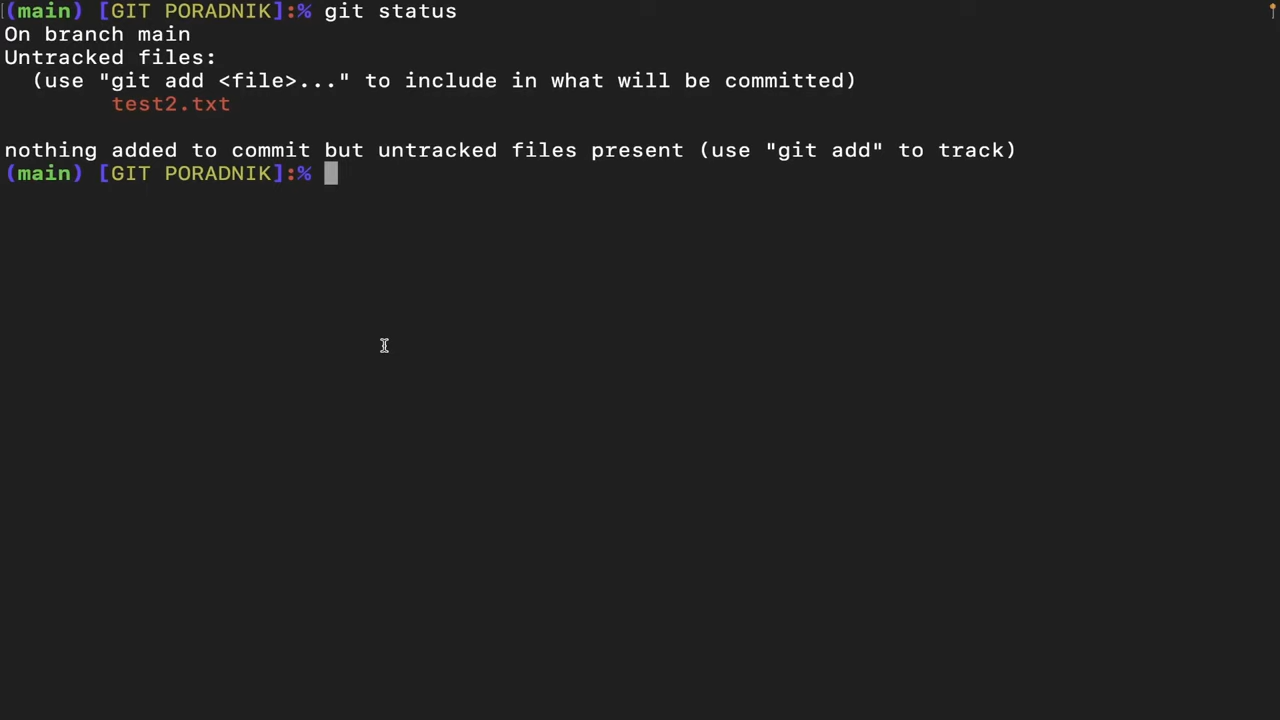 (main) [GIT PORADNIK]:% git status
On branch main
Untracked files:
  (use "git add <file>..." to include in what will be committed)
        test2.txt

nothing added to commit but untracked files present (use "git add" to track)
(main) [GIT PORADNIK]:%